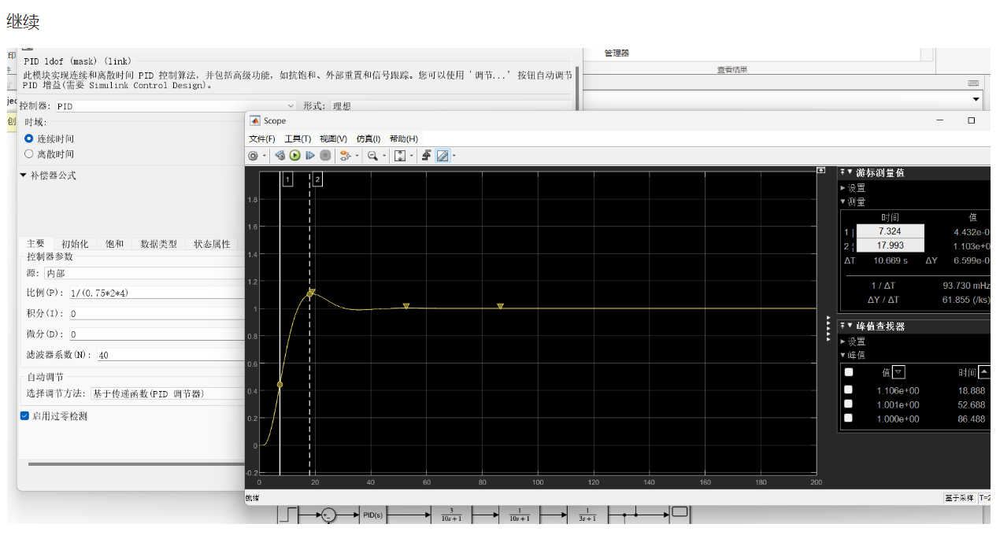 继续
PID 1dof (mask) (link)
此模块实现连续和离散时间 PID 控制算法，并包括高级功能，如抗饱和、外部重置和信号跟踪。您可以使用 '调节...' 按钮自动调节
PID 增益(需要 Simulink Control Design)。
管理器
查看结果
控制器: PID 形式: 理想
时域:
连续时间
离散时间
补偿器公式
主要 初始化 饱和 数据类型 状态属性
控制器参数
源: 内部
比例(P): 1/(0.75*2*4)
积分(I): 0
微分(D): 0
滤波器系数(N): 40
自动调节
选择调节方法: 基于传递函数(PID 调节器)
启用过零检测
Scope
文件(F) 工具(T) 视图(V) 仿真(I) 帮助(H)
1 2
1.8
1.6
1.4
1.2
1
0.8
0.6
0.4
0.2
0
-0.2
0 20 40 60 80 100 120 140 160 180 200
游标测量值
设置
测量
时间 值
1 7.324 4.432e-0
2 17.993 1.103e+0
ΔT 10.669 s ΔY 6.599e-0
1 / ΔT 93.730 mHz
ΔY / ΔT 61.855 (/ks)
峰值查找器
设置
峰值
值 时间
1.106e+00 18.888
1.001e+00 52.688
1.000e+00 86.488
就绪 基于采样 T=2
PID(s) 3/10s+1 1/10s+1 1/3s+1